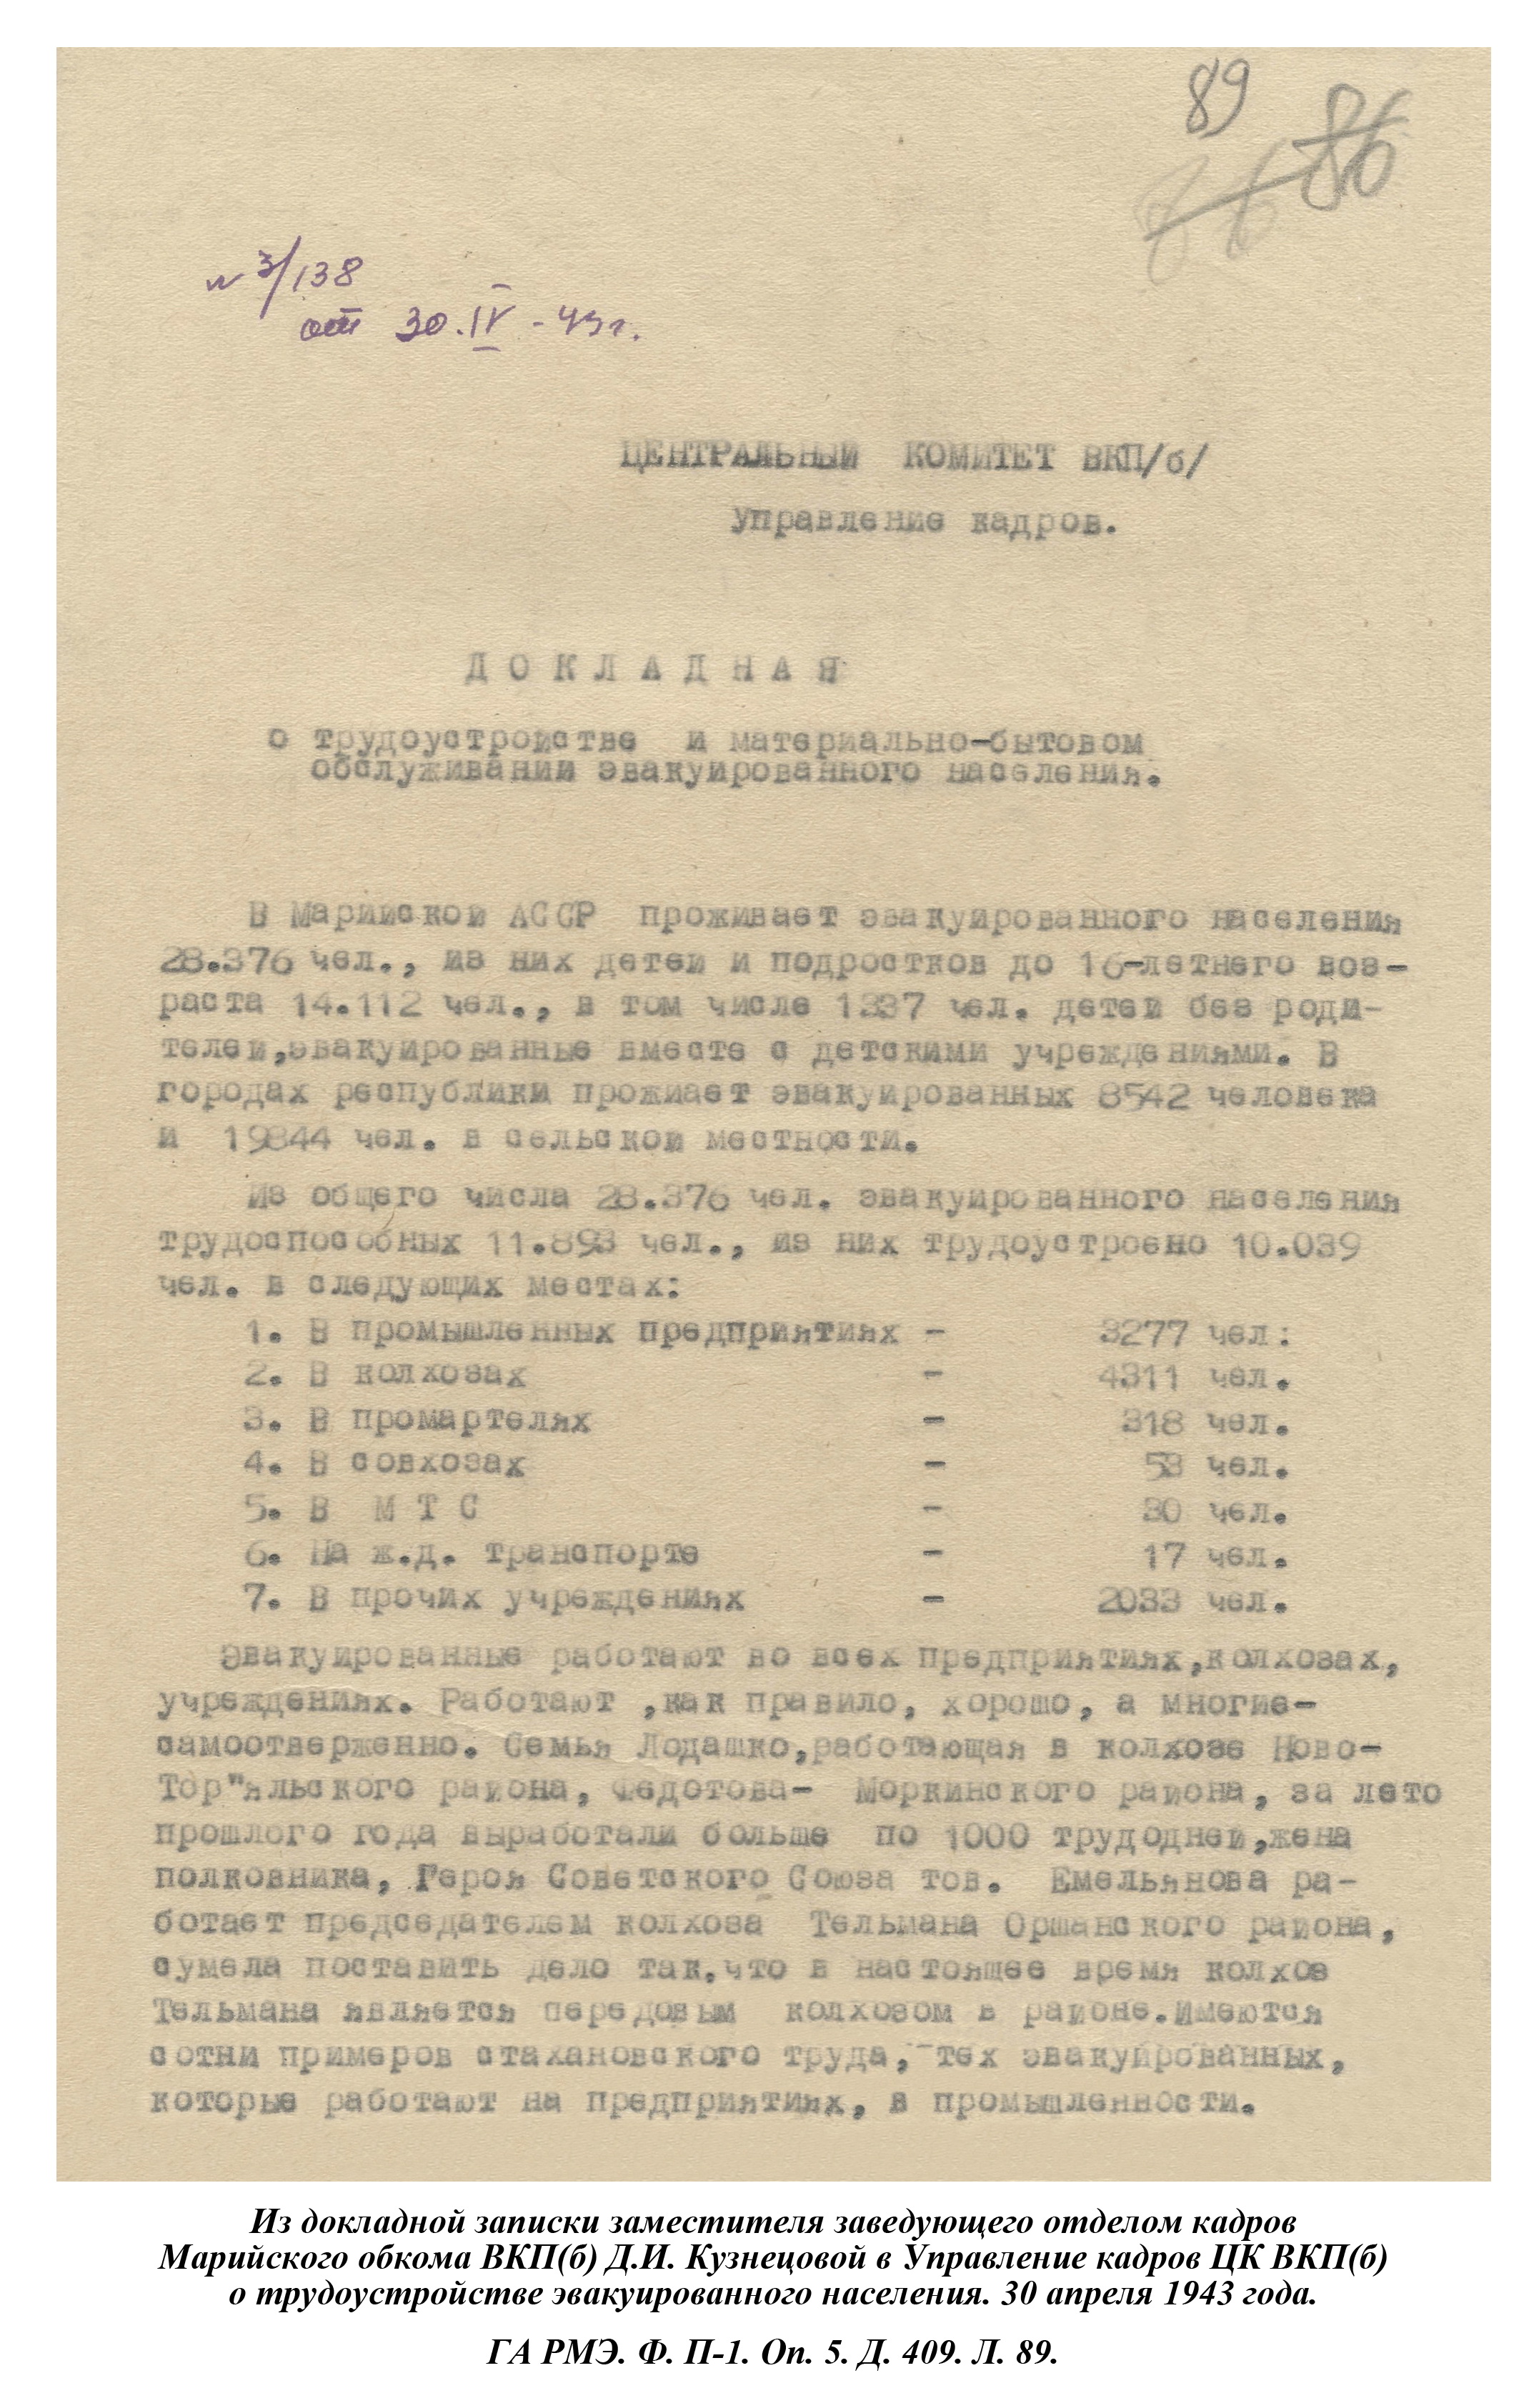 89
86
86
№ 3/138
от 30.IV - 43г.
ЦЕНТРАЛЬНЫЙ КОМИТЕТ ВКП/б/
Управление кадров.
Д О К Л А Д Н А Я
о трудоустройстве и материально-бытовом
обслуживании эвакуированного населения.
В Марийской АССР проживает эвакуированного населения
28.376 чел., из них детей и подростков до 16-летнего воз-
раста 14.112 чел., в том числе 1337 чел. детей без роди-
телей,эвакуированные вместе с детскими учреждениями. В
городах республики прожиает эвакуированных 8542 человека
и 19844 чел. в сельской местности.
Из общего числа 28.376 чел. эвакуированного населения
трудоспособных 11.893 чел., из них трудоустроено 10.039
чел. в следующих местах:
1. В промышленных предприятиях - 3277 чел:
2. В колхозах - 4311 чел.
3. В промартелях - 318 чел.
4. В совхозах - 53 чел.
5. В М Т С - 30 чел.
6. На ж.д. транспорте - 17 чел.
7. В прочих учреждениях - 2033 чел.
Эвакуированные работают во всех предприятиях,колхозах,
учреждениях. Работают ,как правило, хорошо, а многие-
самоотверженно. Семья Лодашко,работающая в колхозе Ново-
Тор"яльского района, Федотова- Моркинского района, за лето
прошлого года выработали больше по 1000 трудодней,жена
полковника, Героя Советского Союза тов. Емельянова ра-
ботает председателем колхоза Тельмана Оршанского района,
сумела поставить дело так,что в настоящее время колхоз
Тельмана является передовым колхозом в районе.Имеются
сотни примеров стахановского труда, тех эвакуированных,
которые работают на предприятиях, в промышленности.
Из докладной записки заместителя заведующего отделом кадров
Марийского обкома ВКП(б) Д.И. Кузнецовой в Управление кадров ЦК ВКП(б)
о трудоустройстве эвакуированного населения. 30 апреля 1943 года.
ГА РМЭ. Ф. П-1. Оп. 5. Д. 409. Л. 89.